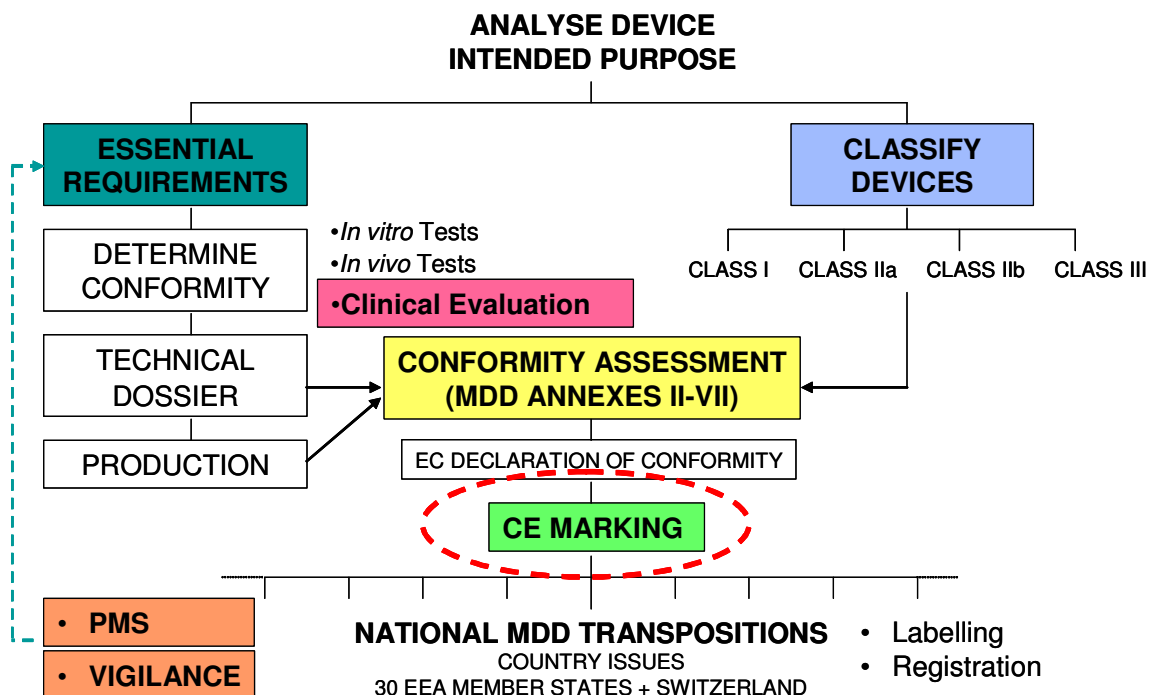 ANALYSE DEVICE
INTENDED PURPOSE
ESSENTIAL
REQUIREMENTS
CLASSIFY
DEVICES
DETERMINE
CONFORMITY
•In vitro Tests
•In vivo Tests
•Clinical Evaluation
CLASS I
CLASS IIa
CLASS IIb
CLASS III
TECHNICAL
DOSSIER
CONFORMITY ASSESSMENT
(MDD ANNEXES II-VII)
PRODUCTION
EC DECLARATION OF CONFORMITY
CE MARKING
• PMS
• VIGILANCE
NATIONAL MDD TRANSPOSITIONS
COUNTRY ISSUES
30 EEA MEMBER STATES + SWITZERLAND
• Labelling
• Registration